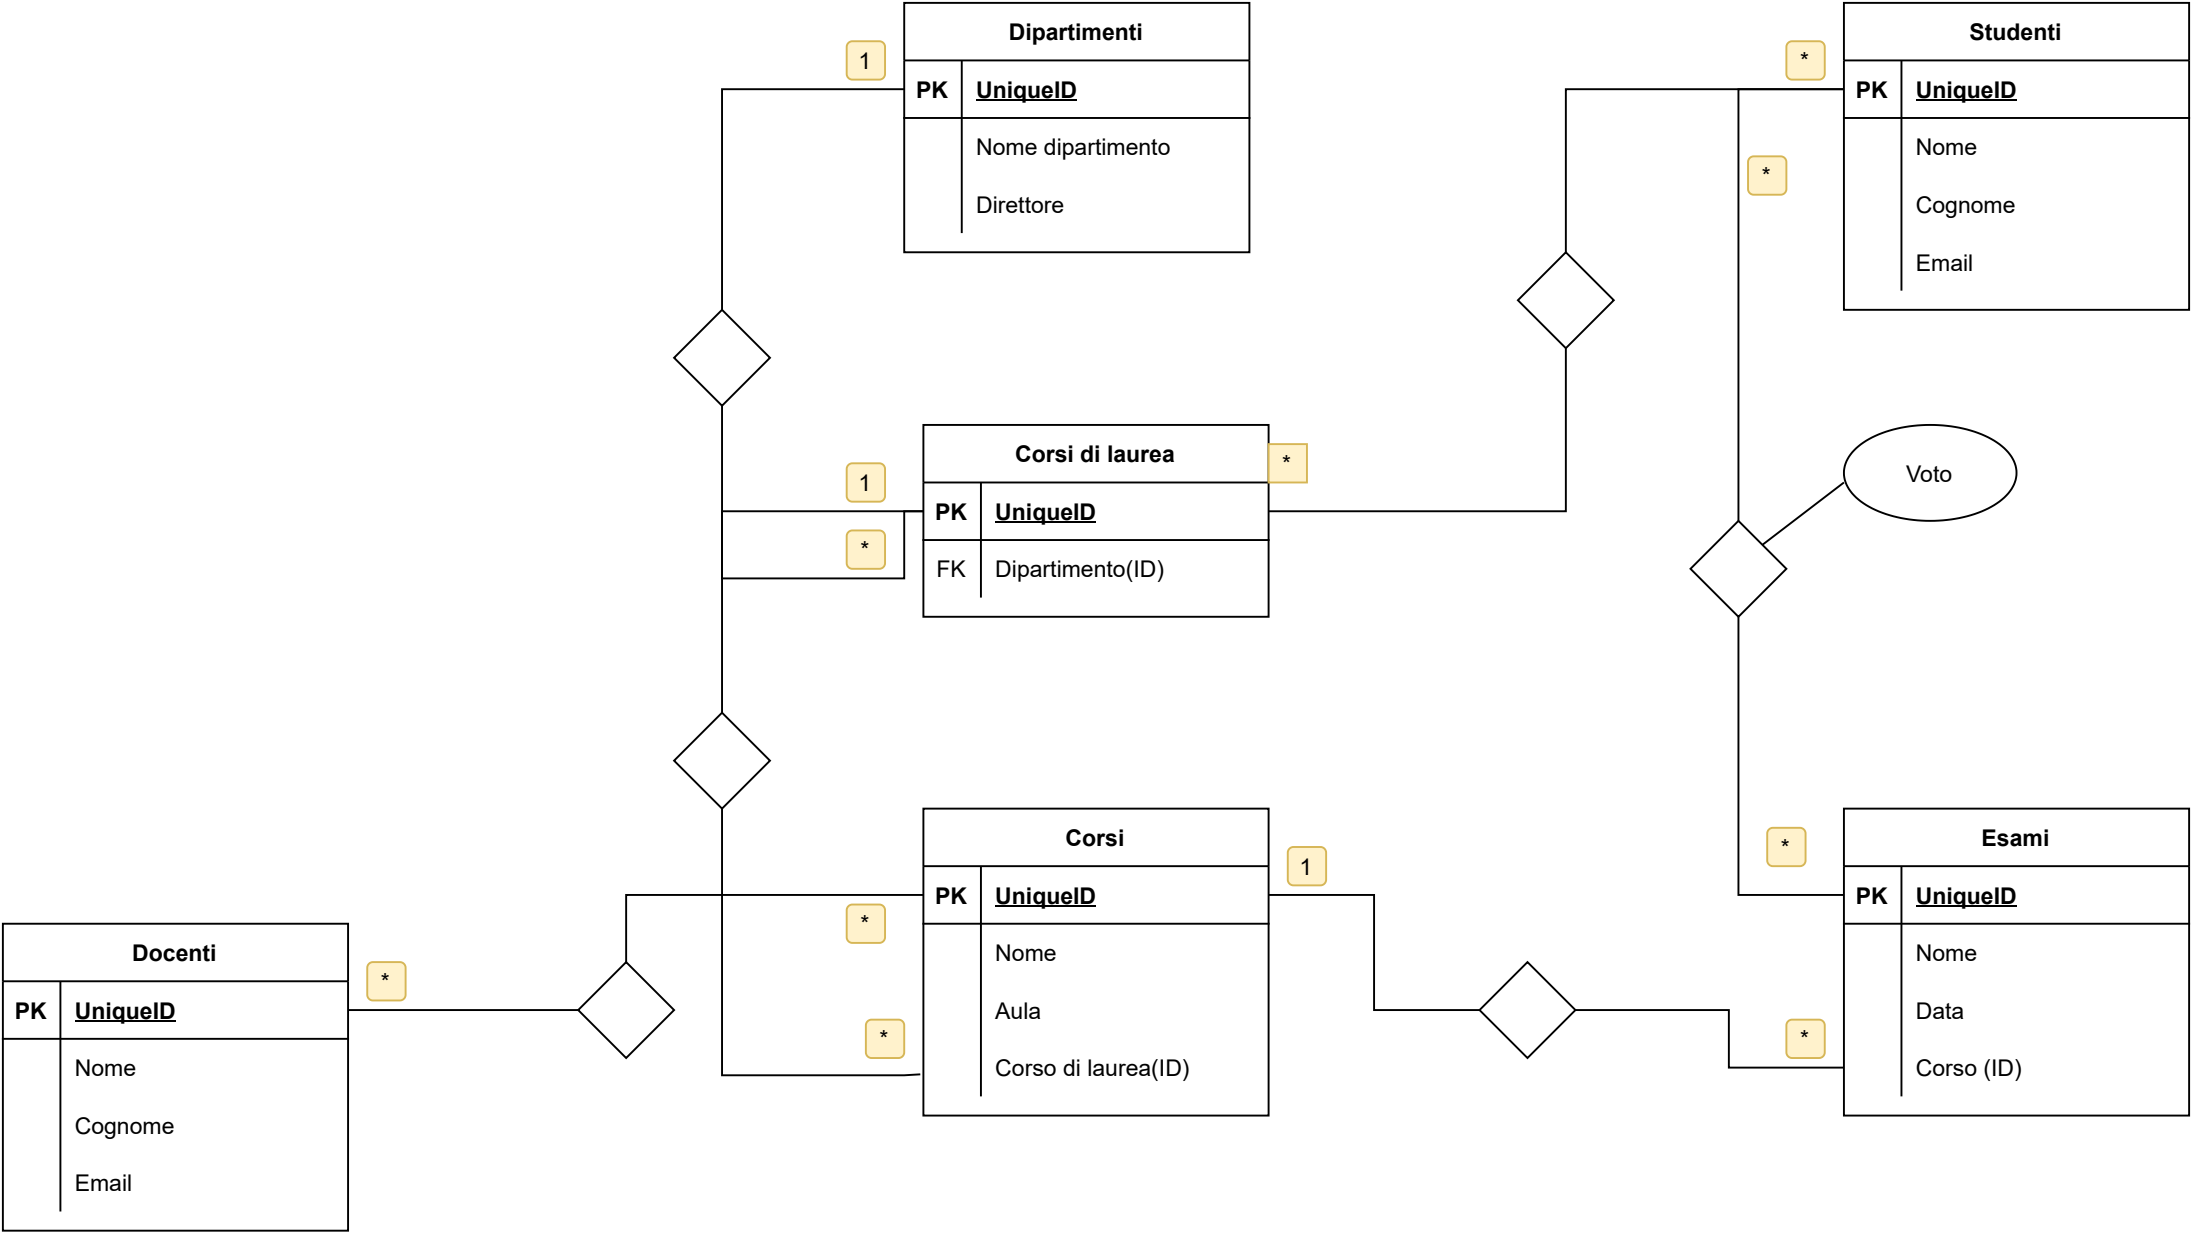 Dipartimenti
1
PK UniqueID
Nome dipartimento
Direttore
Studenti
*
PK UniqueID
*
Nome
Cognome
Email
Corsi di laurea
*
1
PK UniqueID
*
FK Dipartimento(ID)
Voto
Corsi
1
PK UniqueID
*
Nome
Aula
*
Corso di laurea(ID)
Esami
*
PK UniqueID
Nome
Data
*
Corso (ID)
Docenti
*
PK UniqueID
Nome
Cognome
Email